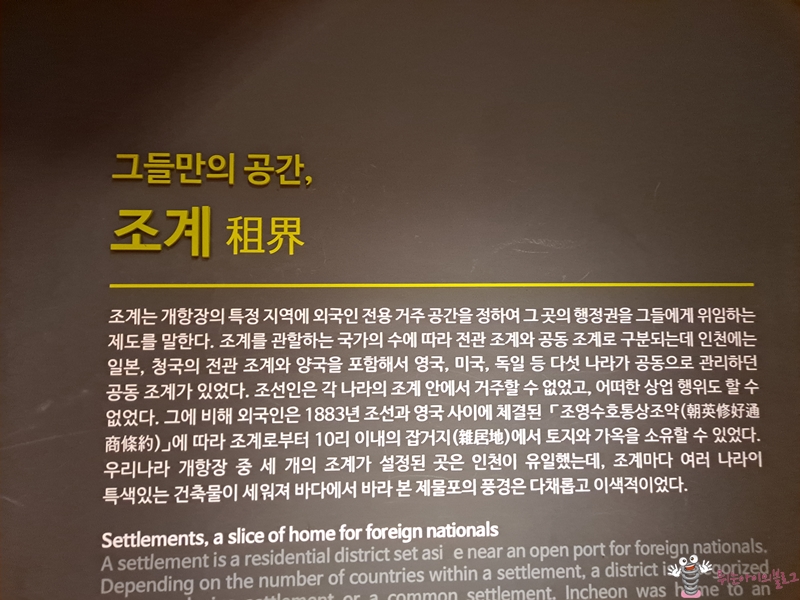 그들만의 공간,
조계 租界
조계는 개항장의 특정 지역에 외국인 전용 거주 공간을 정하여 그 곳의 행정권을 그들에게 위임하는
제도를 말한다. 조계를 관할하는 국가의 수에 따라 전관 조계와 공동 조계로 구분되는데 인천에는
일본, 청국의 전관 조계와 양국을 포함해서 영국, 미국, 독일 등 다섯 나라가 공동으로 관리하던
공동 조계가 있었다. 조선인은 각 나라의 조계 안에서 거주할 수 없었고, 어떠한 상업 행위도 할 수
없었다. 그에 비해 외국인은 1883년 조선과 영국 사이에 체결된 「조영수호통상조약(朝英修好通
商條約)」에 따라 조계로부터 10리 이내의 잡거지(雜居地)에서 토지와 가옥을 소유할 수 있었다.
우리나라 개항장 중 세 개의 조계가 설정된 곳은 인천이 유일했는데, 조계마다 여러 나라이
특색있는 건축물이 세워져 바다에서 바라 본 제물포의 풍경은 다채롭고 이색적이었다.
Settlements, a slice of home for foreign nationals
A settlement is a residential district set asi e near an open port for foreign nationals.
Depending on the number of countries within a settlement, a district is gorized
settlement or a common settlement. Incheon was home to an